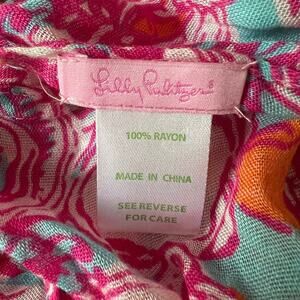 Lilly Pulitzer®
100% RAYON
MADE IN CHINA
SEE REVERSE
FOR CARE